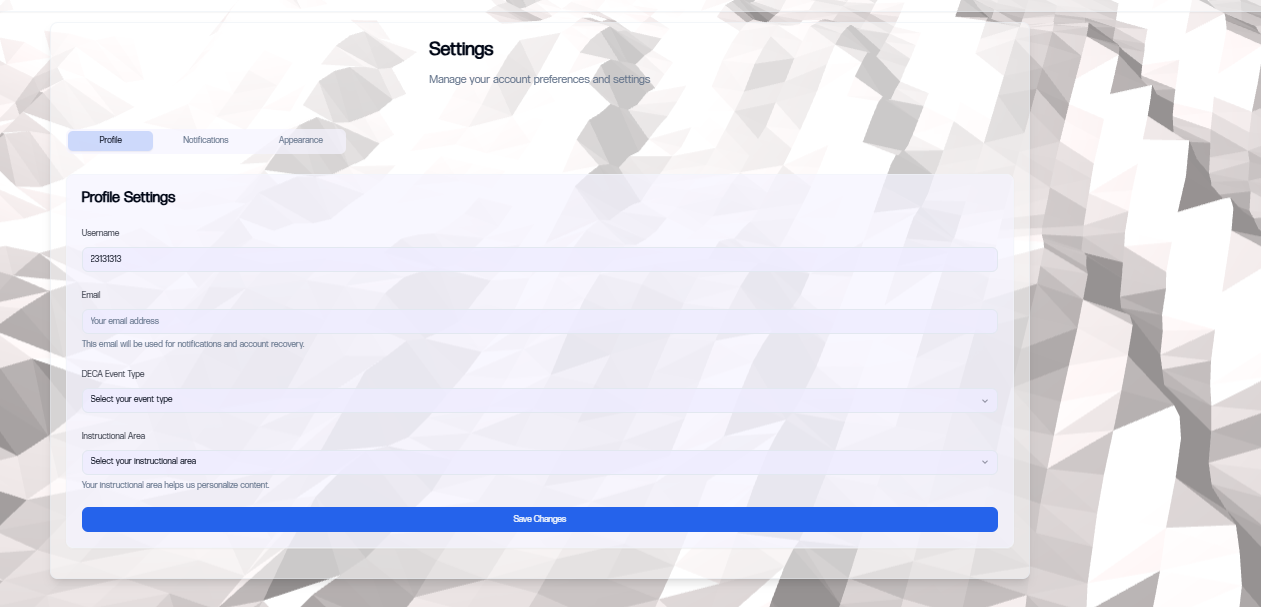 Settings
Manage your account preferences and settings
Profile
Notifications
Appearance
Profile Settings
Username
23131313
Email
Your email address
This email will be used for notifications and account recovery.
DECA Event Type
Select your event type
Instructional Area
Select your instructional area
Your instructional area helps us personalize content.
Save Changes